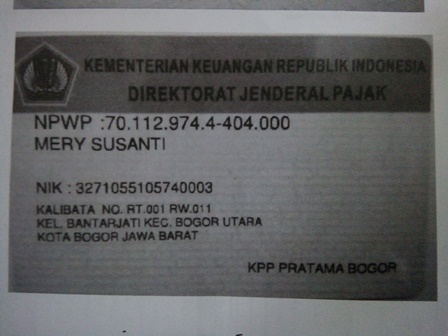 KEMENTERIAN KEUANGAN REPUBLIK INDONESIA
DIREKTORAT JENDERAL PAJAK
NPWP :70.112.974.4-404.000
MERY SUSANTI
NIK : 3271055105740003
KALIBATA NO. RT.001 RW.011
KEL. BANTARJATI KEC. BOGOR UTARA
KOTA BOGOR JAWA BARAT
KPP PRATAMA BOGOR